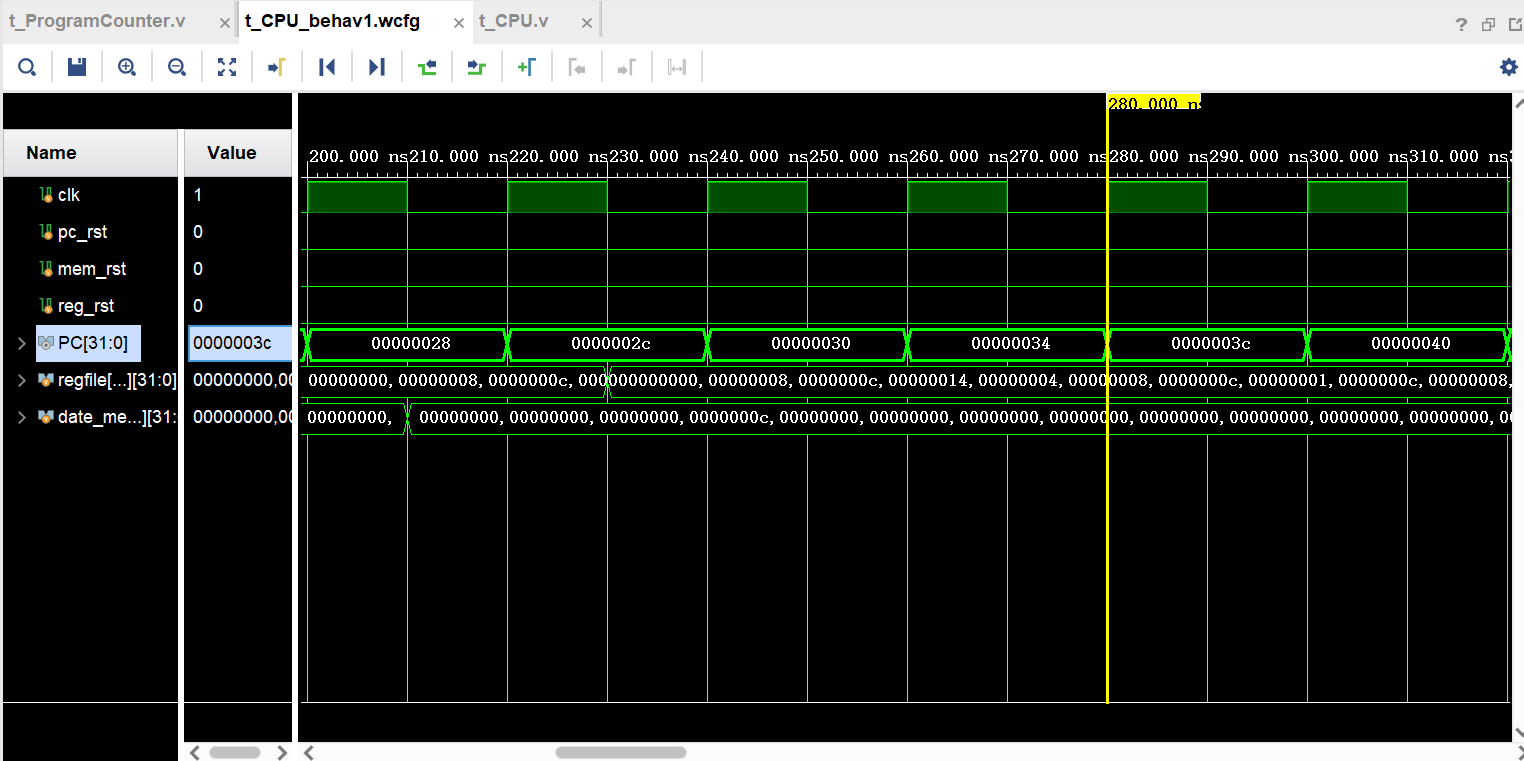 t_ProgramCounter.v × t_CPU_behav1.wcfg × t_CPU.v × ?
280.000 ns
Name Value
200.000 ns 210.000 ns 220.000 ns 230.000 ns 240.000 ns 250.000 ns 260.000 ns 270.000 ns 280.000 ns 290.000 ns 300.000 ns 310.000 ns
clk 1
pc_rst 0
mem_rst 0
reg_rst 0
PC[31:0] 0000003c 00000028 0000002c 00000030 00000034 0000003c 00000040
regfile[...][31:0] 00000000,00 00000000,00000008,0000000c,000 00000000,00000008,0000000c,00000014,00000004,00000008,0000000c,00000001,0000000c,00000008,
date_me...][31: 00000000,00 00000000, 00000000,00000000,00000000,0000000c,00000000,00000000,00000000,00000000,00000000,00000000,00000000,00000000,00